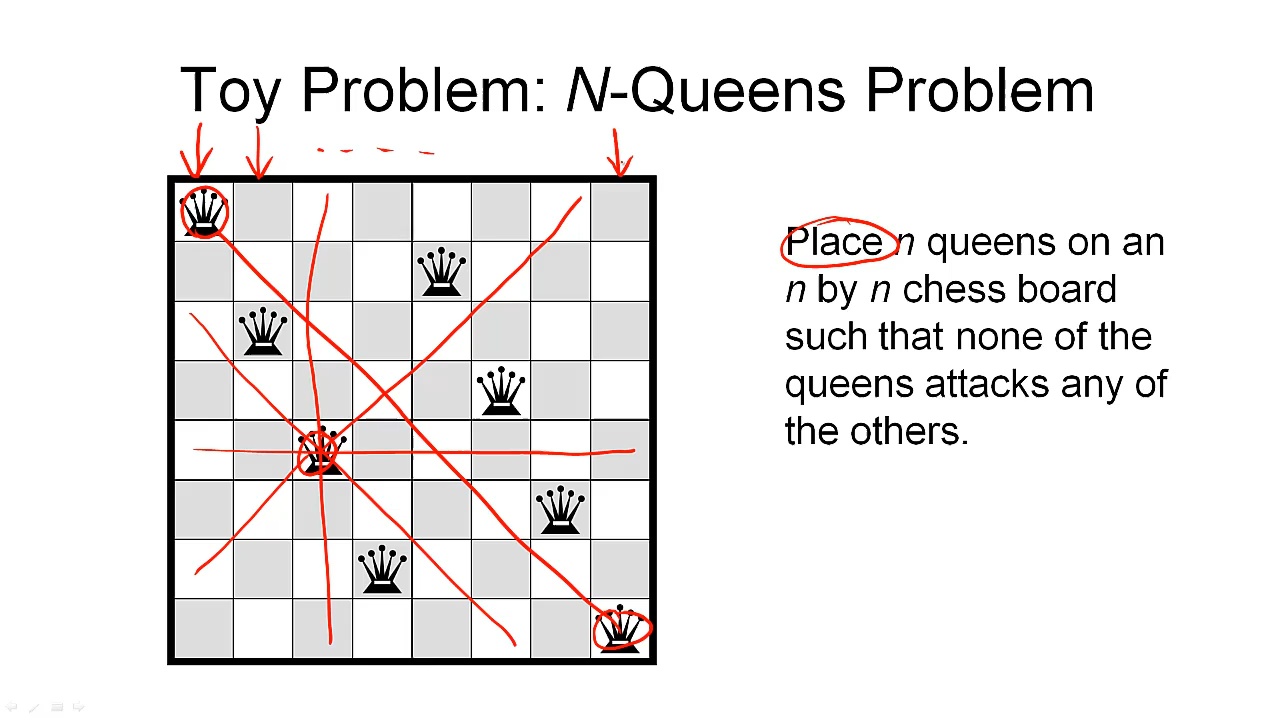 Toy Problem: N-Queens Problem
Place n queens on an
n by n chess board
such that none of the
queens attacks any of
the others.